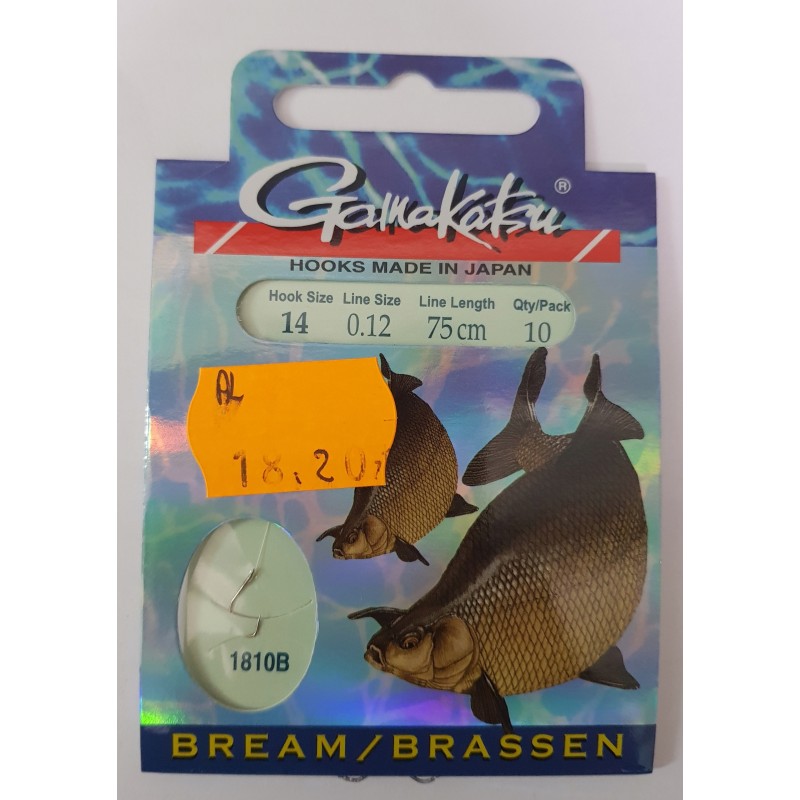 Gamakatsu ®
HOOKS MADE IN JAPAN
Hook Size Line Size Line Length Qty/Pack
14 0.12 75cm 10
AL
18,20
1810B
BREAM/BRASSEN